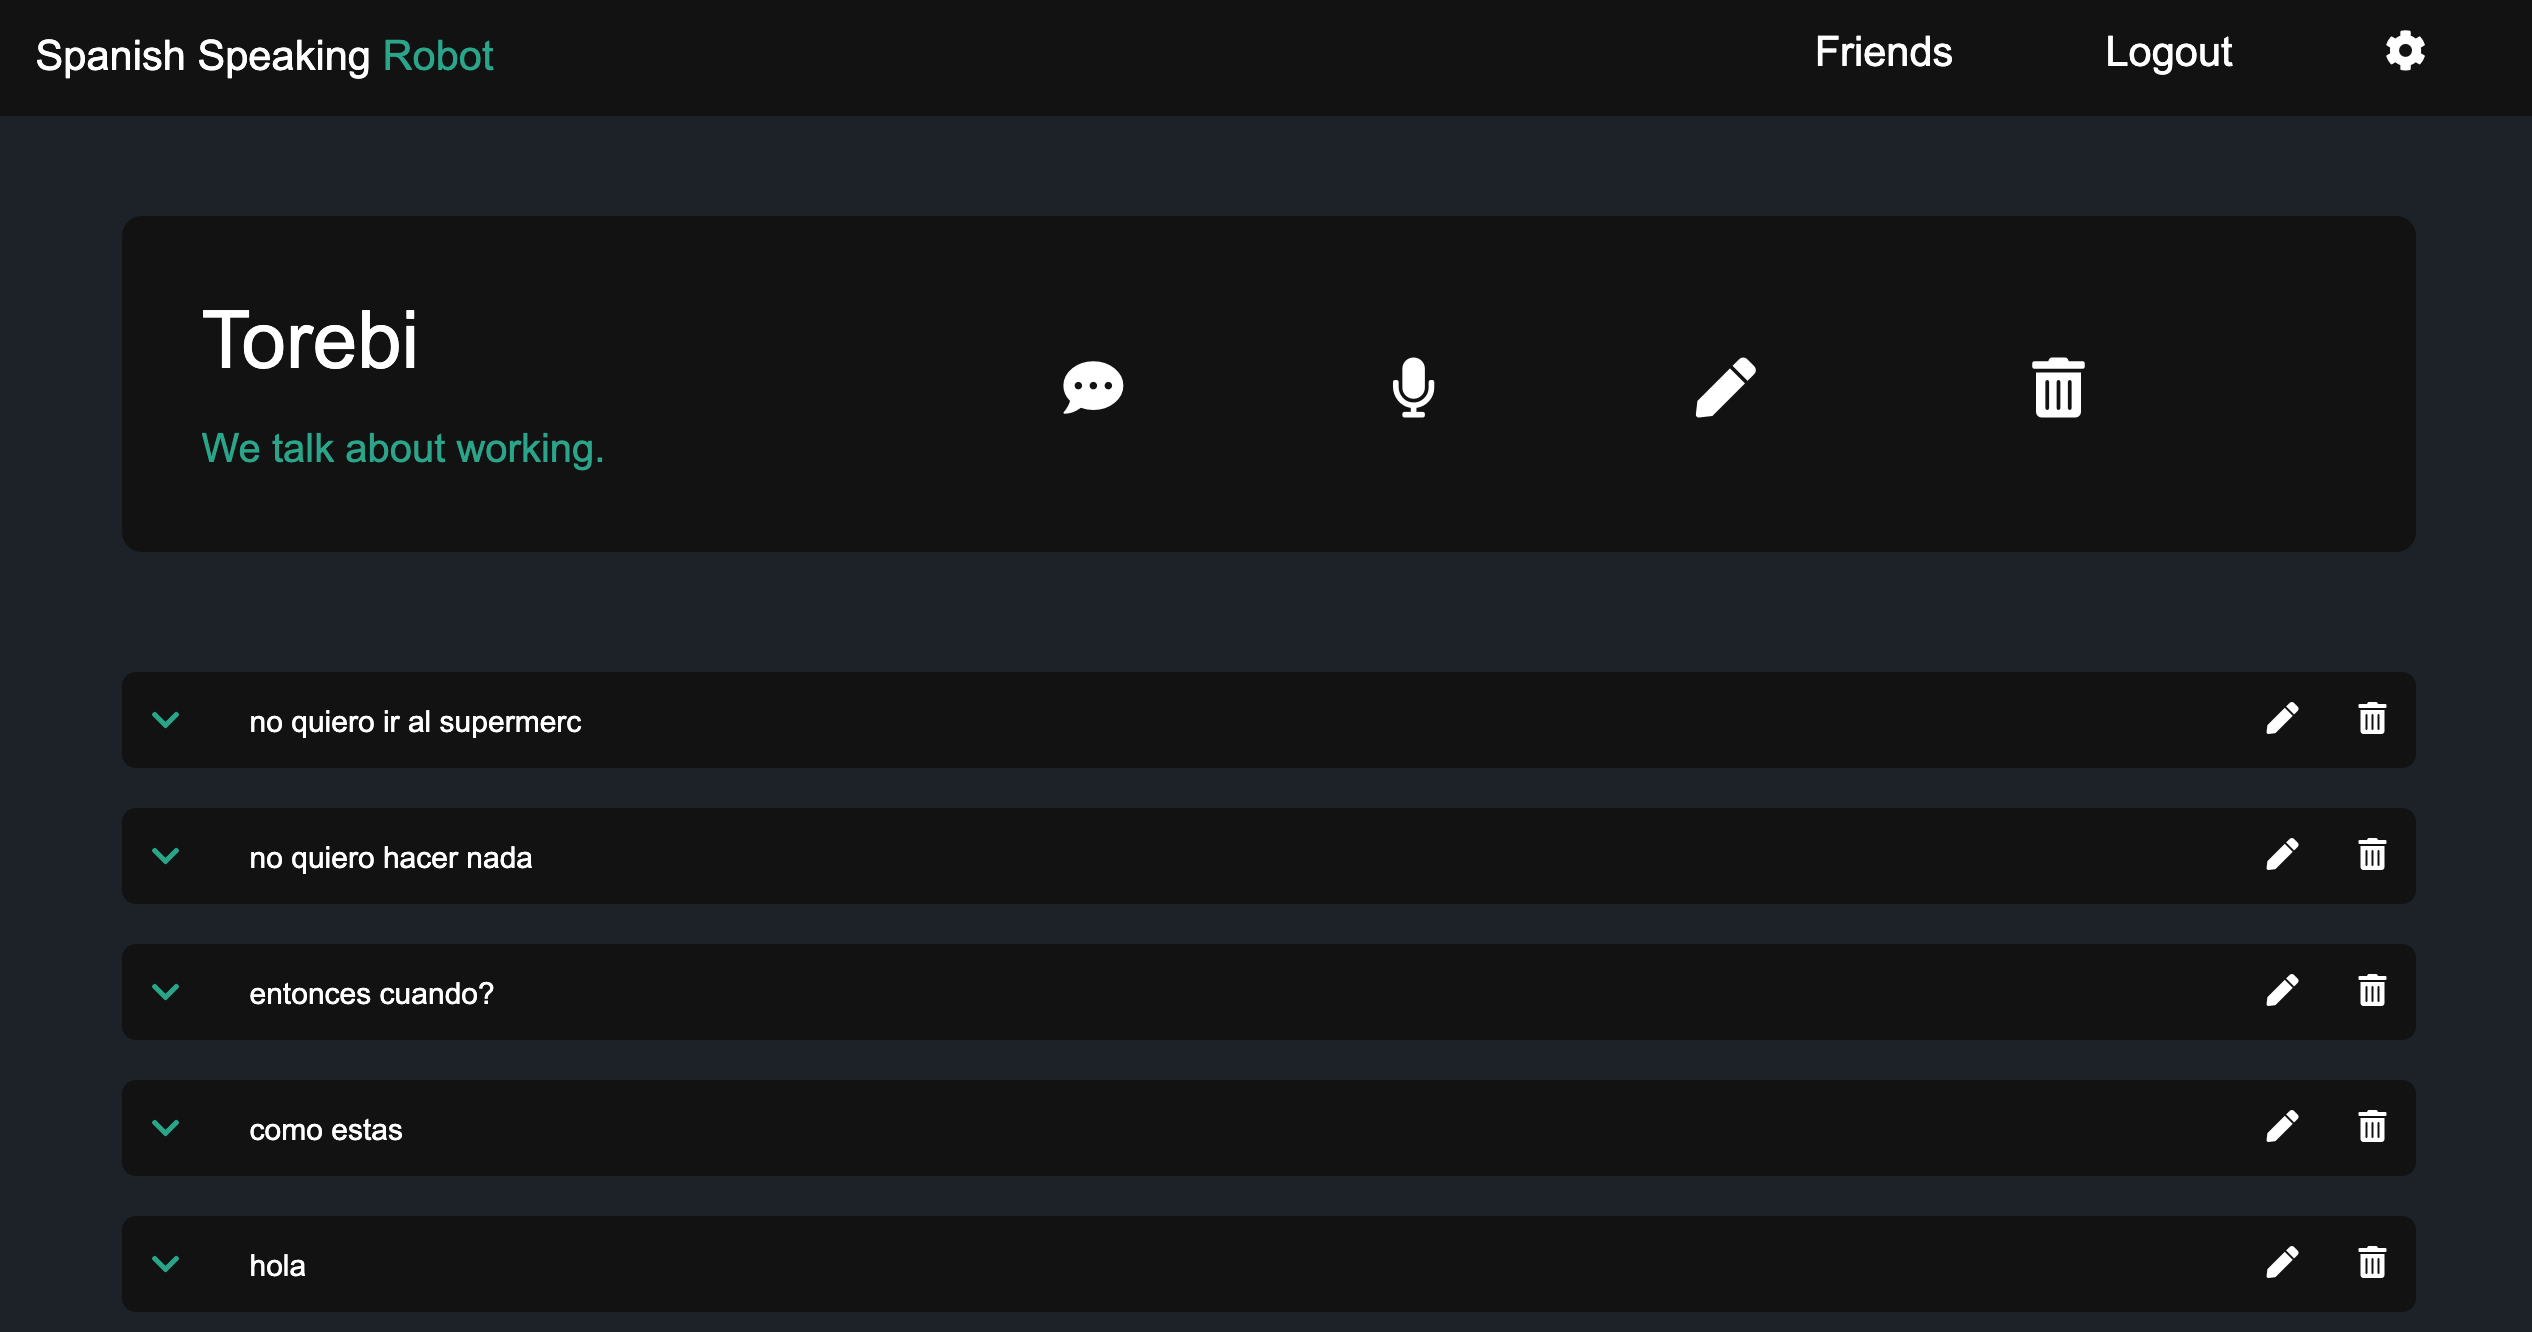 Spanish Speaking Robot
Friends
Logout
Torebi
We talk about working.
no quiero ir al supermerc
no quiero hacer nada
entonces cuando?
como estas
hola